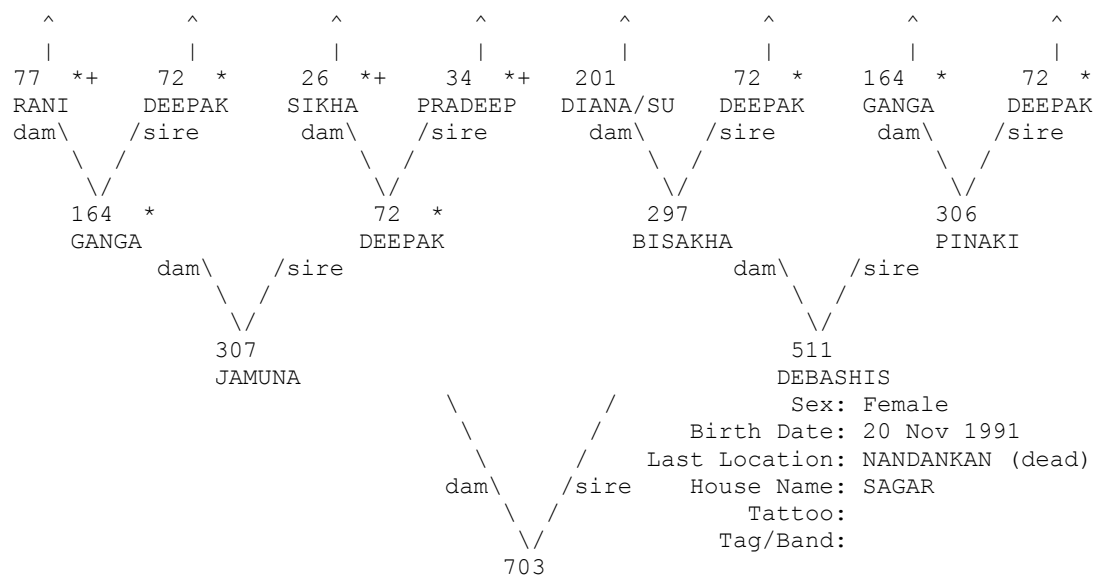 ^ ^ ^ ^ ^ ^ ^ ^
| | | | | | | |
77 *+ 72 * 26 *+ 34 *+ 201 72 * 164 * 72 *
RANI DEEPAK SIKHA PRADEEP DIANA/SU DEEPAK GANGA DEEPAK
dam\ /sire dam\ /sire dam\ /sire dam\ /sire
\ / \ / \ / \ /
\/ \/ \/ \/
164 * 72 * 297 306
GANGA DEEPAK BISAKHA PINAKI
dam\ /sire dam\ /sire
\ / \ /
\/ \/
307 511
JAMUNA DEBASHIS
\ / Sex: Female
\ / Birth Date: 20 Nov 1991
\ / Last Location: NANDANKAN (dead)
dam\ /sire House Name: SAGAR
\ / Tattoo:
\/ Tag/Band:
703